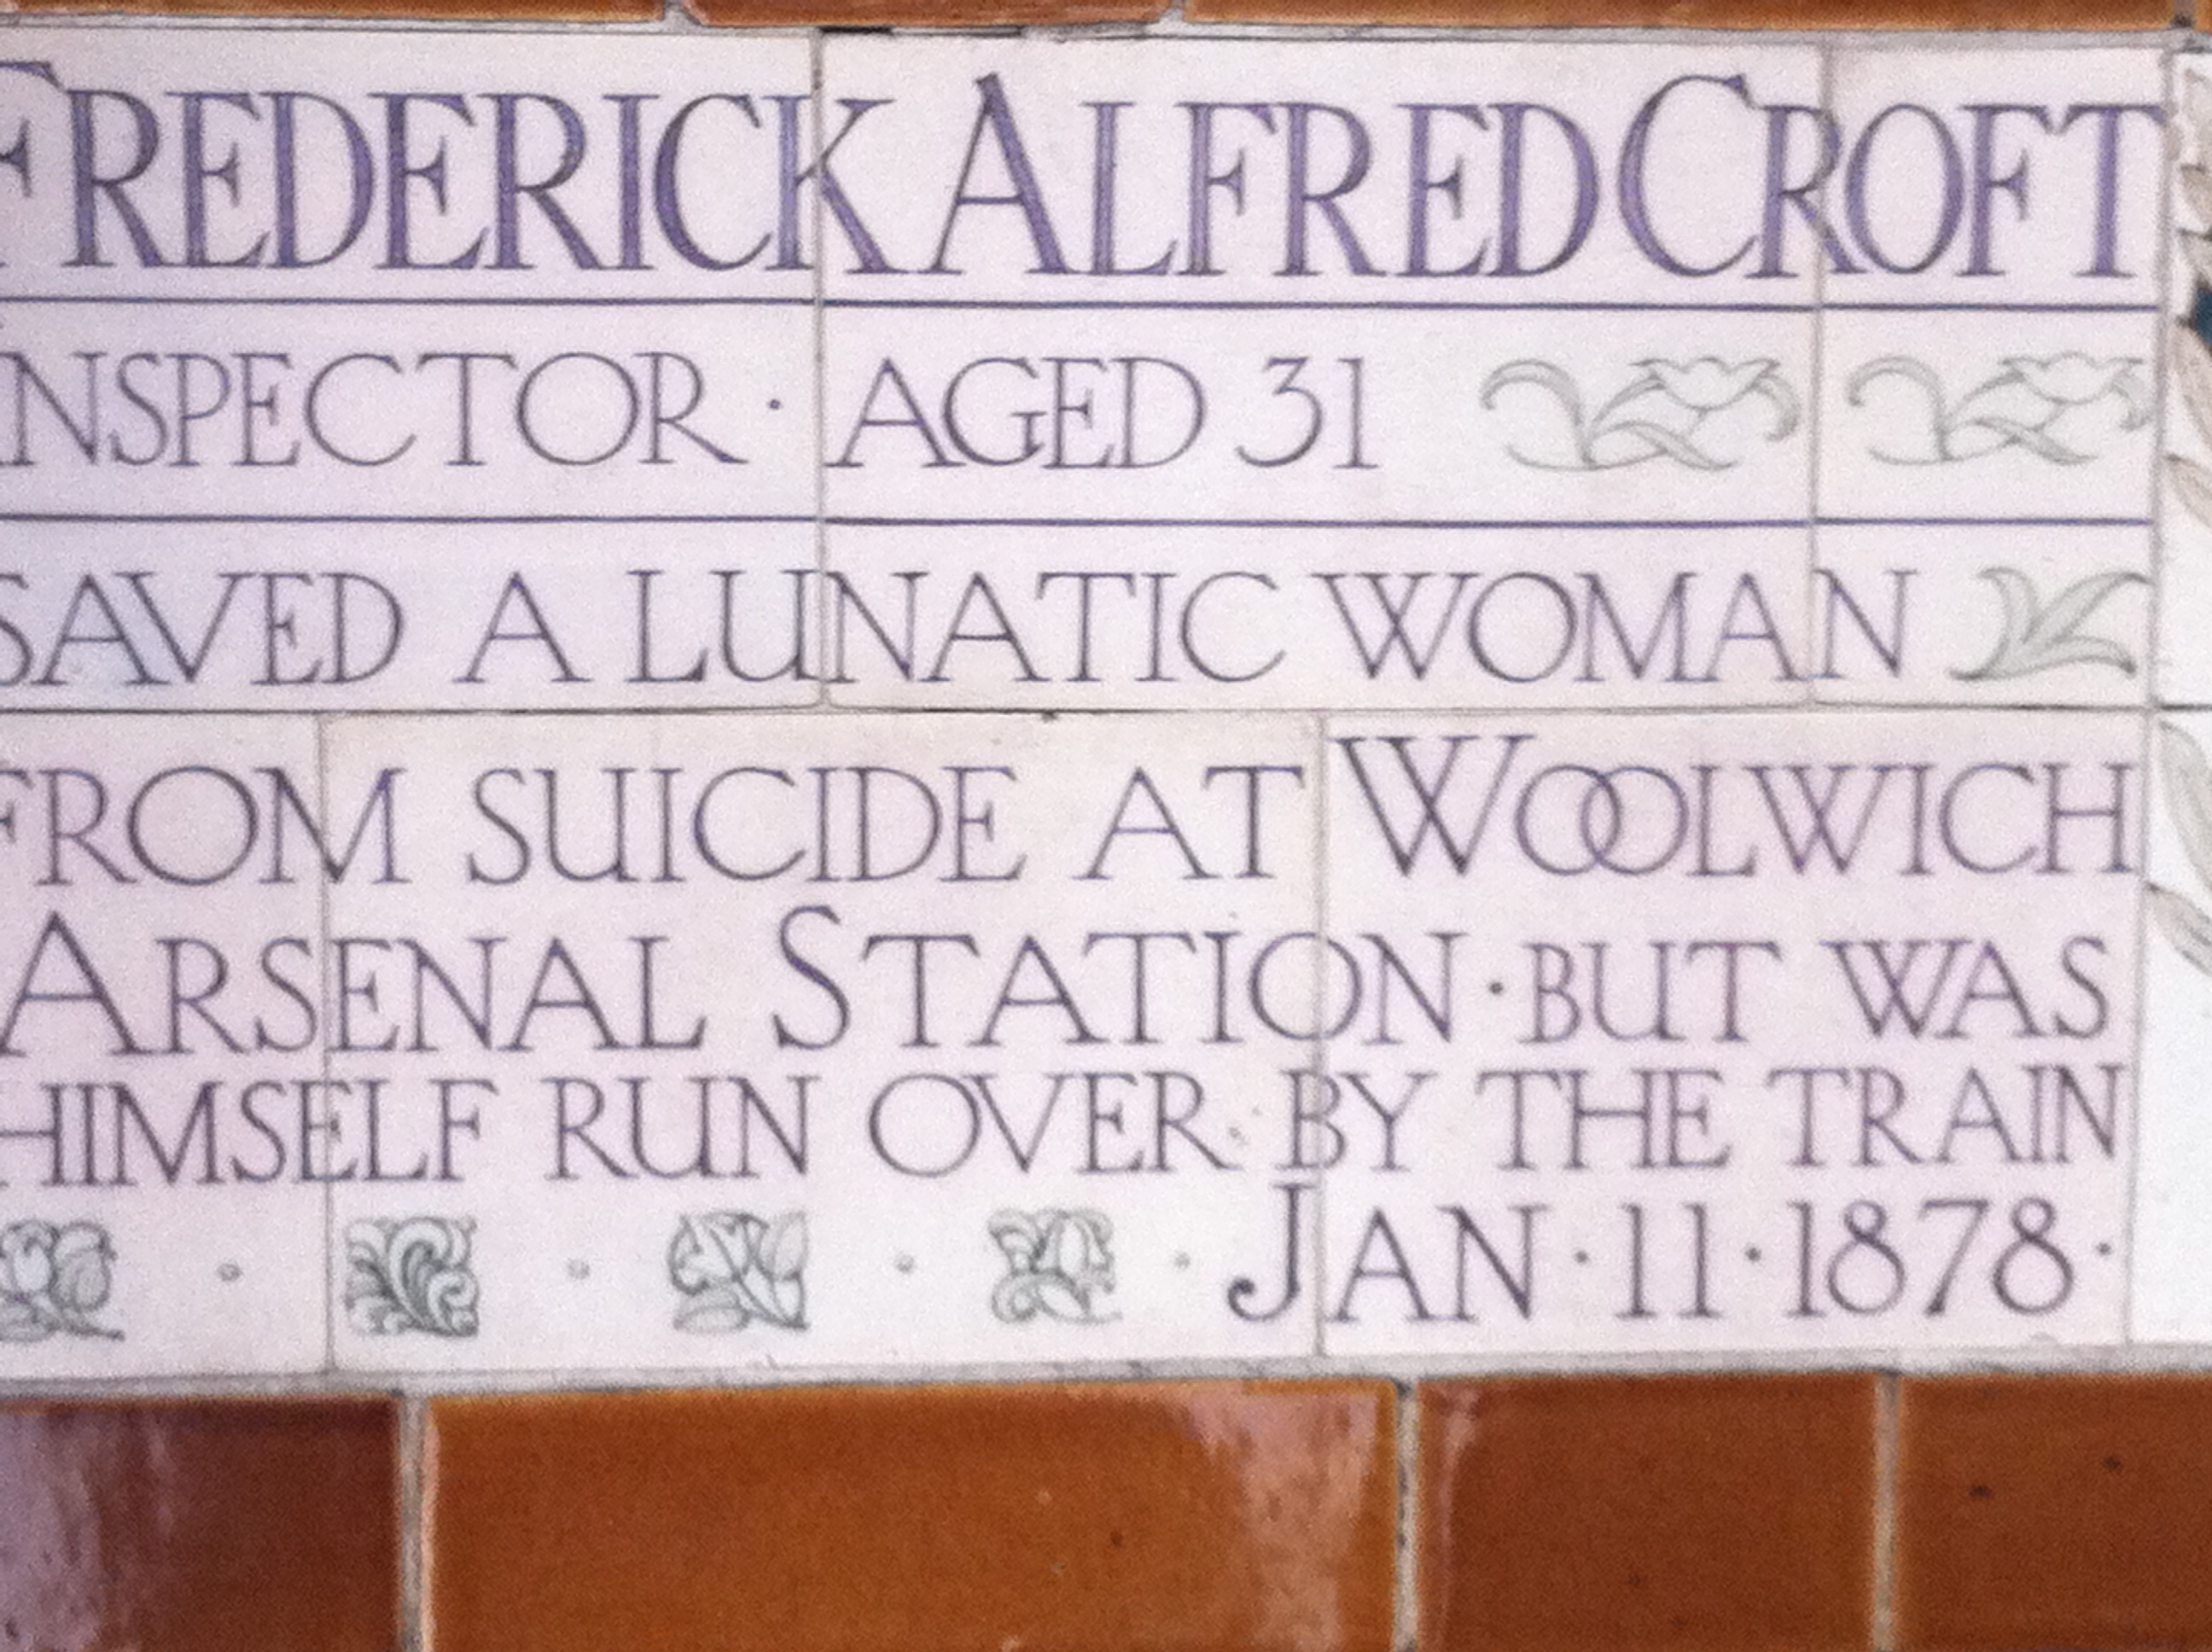 FREDERICK ALFRED CROFT
INSPECTOR · AGED 31
SAVED A LUNATIC WOMAN
FROM SUICIDE AT WOOLWICH
ARSENAL STATION · BUT WAS
HIMSELF RUN OVER BY THE TRAIN
JAN · 11 · 1878 ·